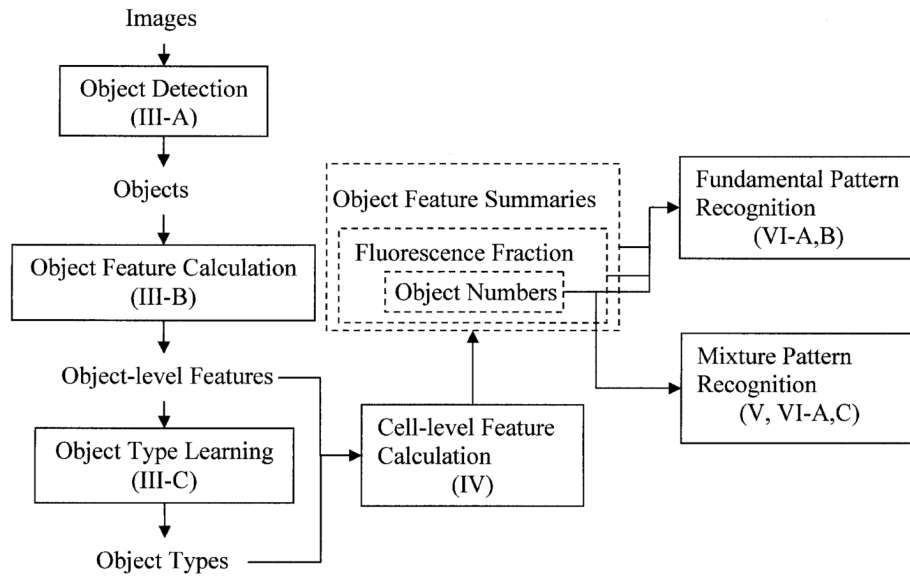 Images
Object Detection
(III-A)
Objects
Object Feature Calculation
(III-B)
Object-level Features
Object Type Learning
(III-C)
Object Types
Cell-level Feature
Calculation
(IV)
Object Feature Summaries
Fluorescence Fraction
Object Numbers
Fundamental Pattern
Recognition
(VI-A,B)
Mixture Pattern
Recognition
(V, VI-A,C)